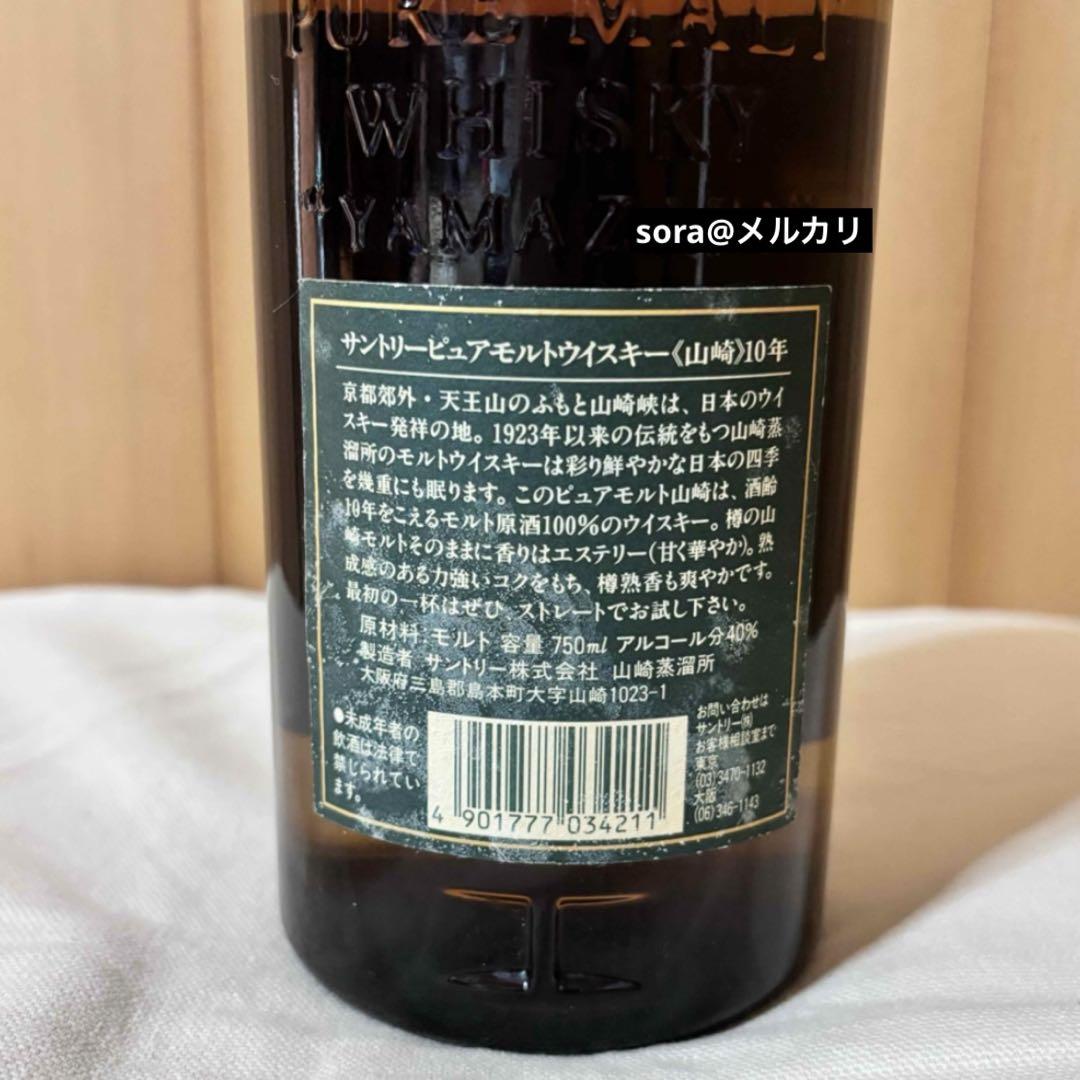 PURE MALT
WHISKY
"YAMAZ
sora@メルカリ
サントリーピュアモルトウイスキー《山崎》10年
京都郊外・天王山のふもと山崎峡は、日本のウイ
スキー発祥の地。1923年以来の伝統をもつ山崎蒸
溜所のモルトウイスキーは彩り鮮やかな日本の四季
を幾重にも眠ります。このピュアモルト山崎は、酒齢
10年をこえるモルト原酒100%のウイスキー。樽の山
崎モルトそのままに香りはエステリー(甘く華やか)。熟
成感のある力強いコクをもち、樽熟香も爽やかです。
最初の一杯はぜひ、ストレートでお試し下さい。
原材料 モルト 容量 750ml アルコール分40%
製造者 サントリー株式会社 山崎蒸溜所
大阪府三島郡島本町大字山崎1023-1
●未成年者の
飲酒は法律で
禁じられてい
ます。
4 901777 034211
お問い合わせは
サントリー㈱
お客様相談室まで
東京
(03)3470-1132
大阪
(06)346-1143